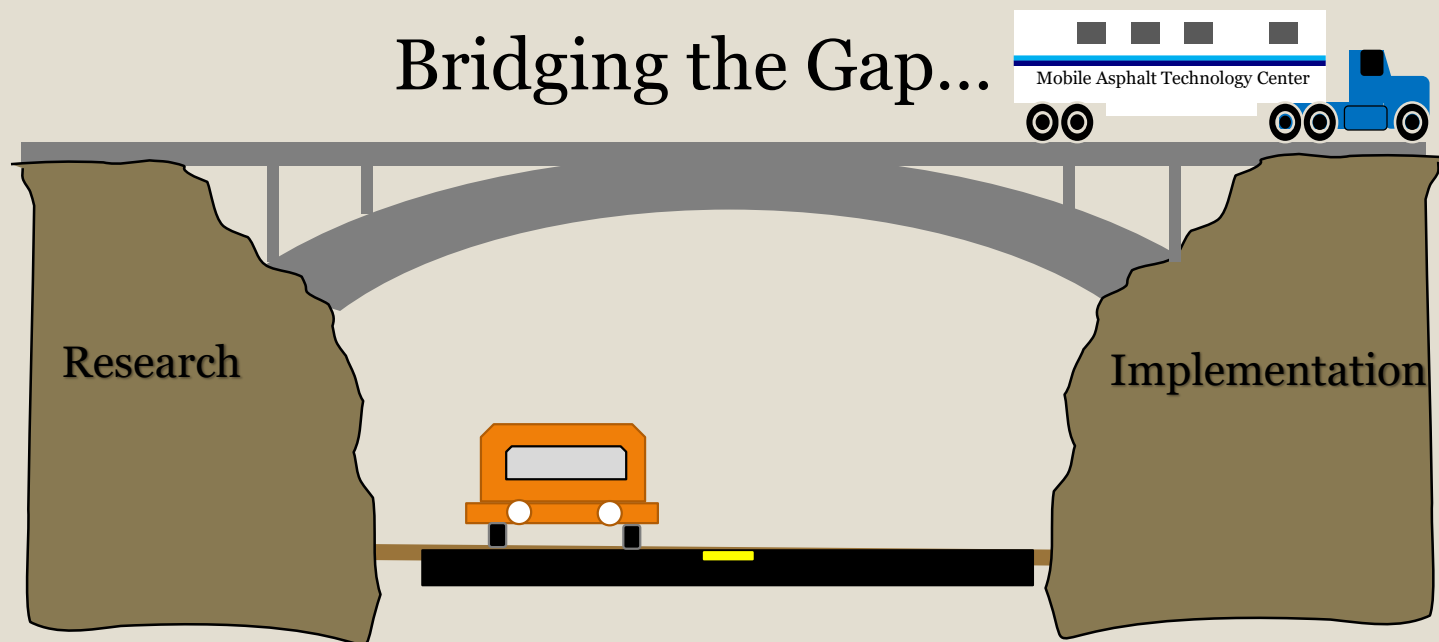 Bridging the Gap...
Mobile Asphalt Technology Center
Research
Implementation